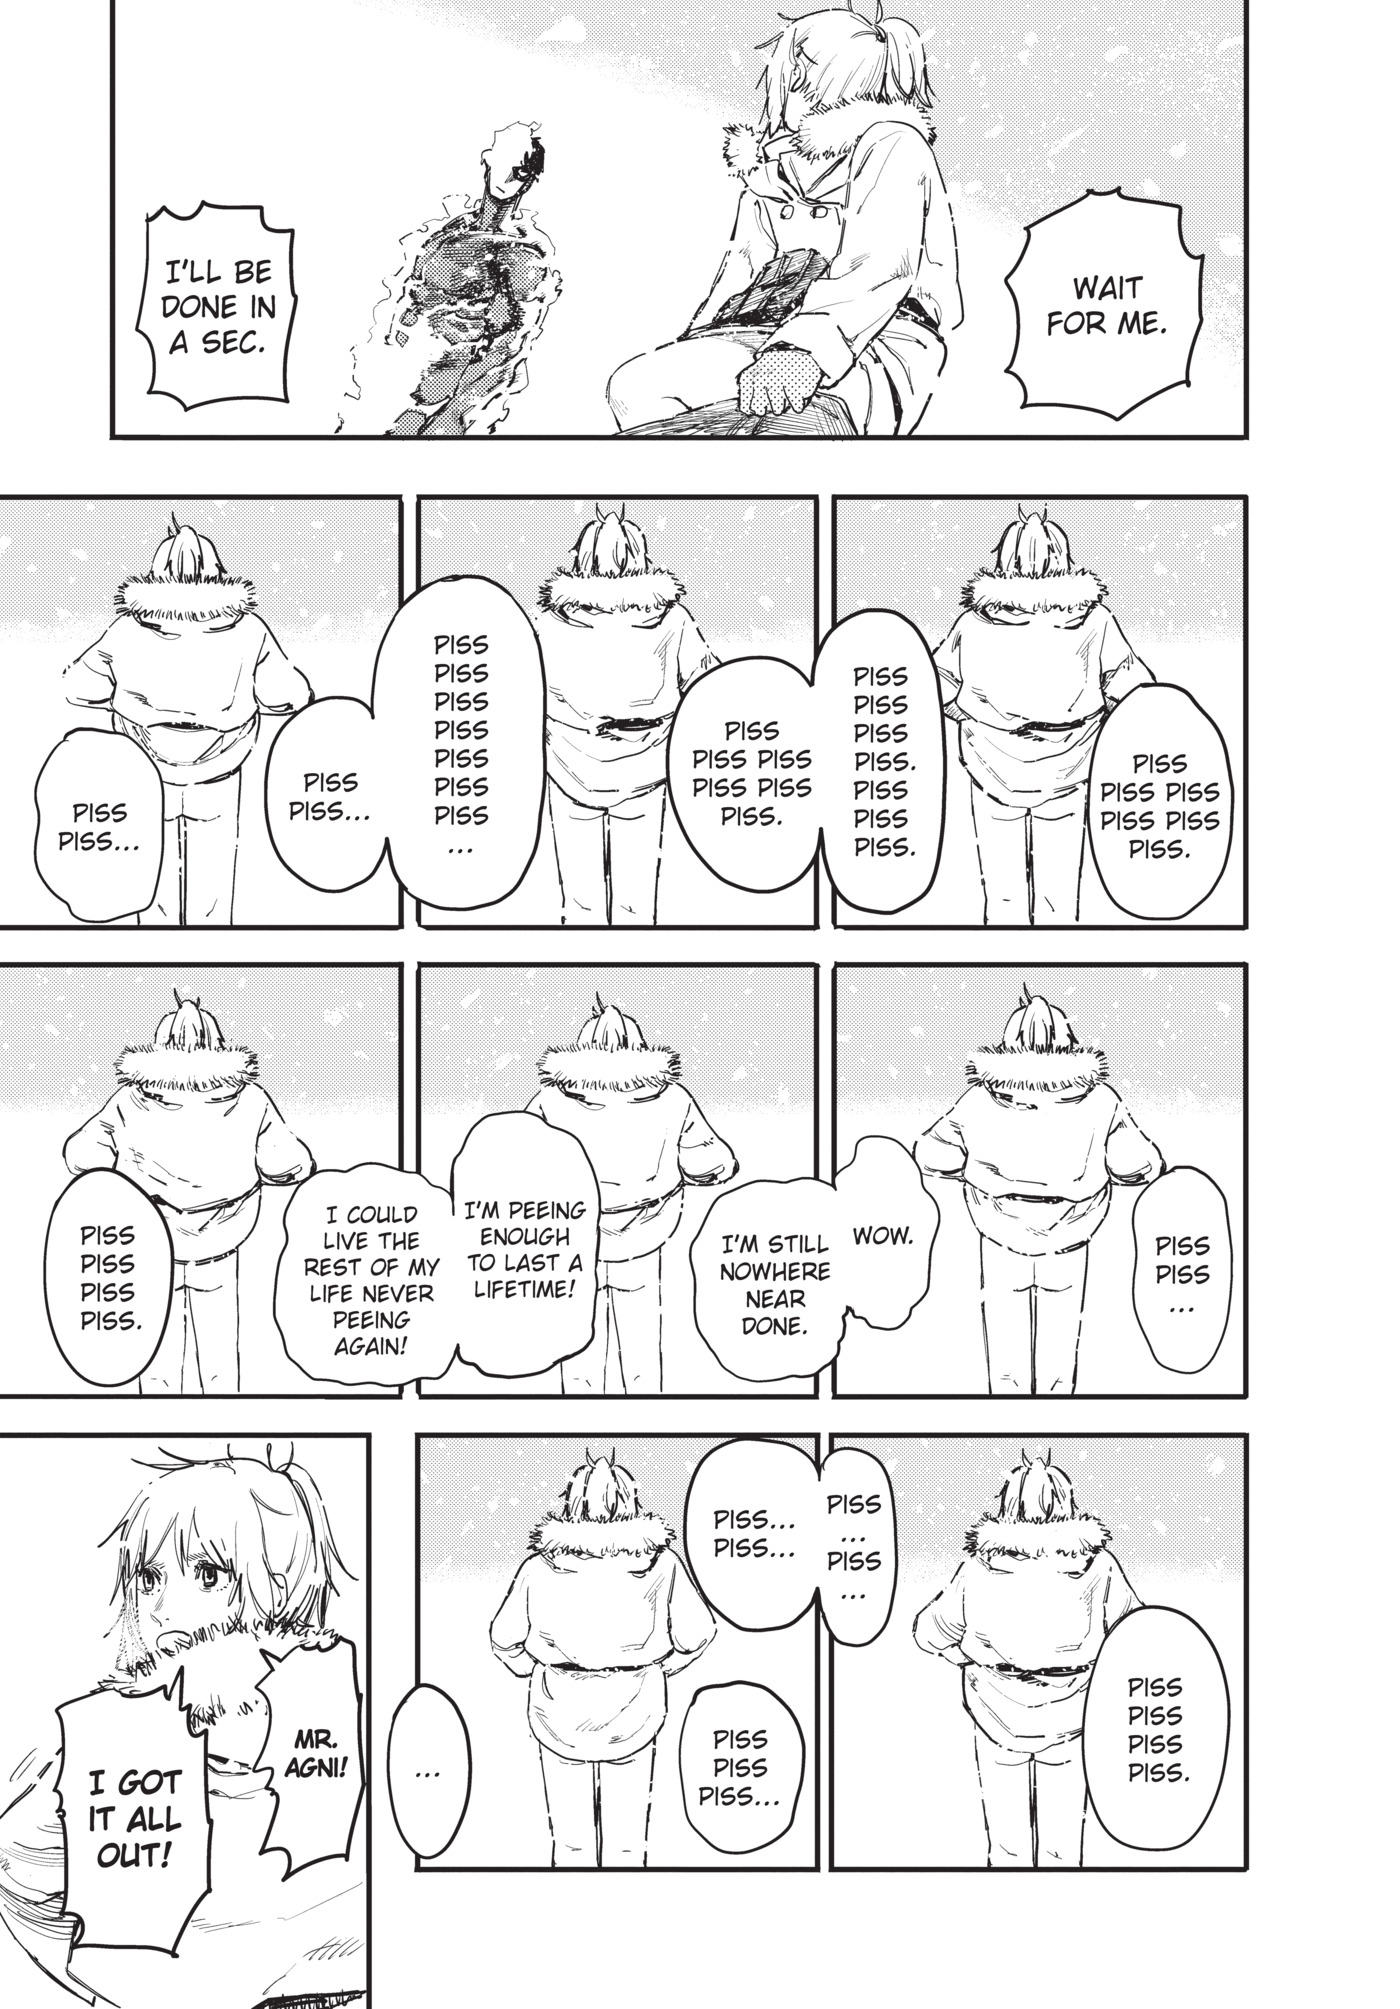 WAIT
FOR ME.
I'LL BE
DONE IN
A SEC.
PISS
PISS PISS
PISS PISS
PISS.
PISS
PISS
PISS
PISS.
PISS
PISS
PISS.
PISS
PISS PISS
PISS PISS
PISS.
PISS
PISS
PISS
PISS
PISS
PISS
PISS
...
PISS
PISS...
PISS
PISS...
PISS
PISS
...
WOW.
I'M STILL
NOWHERE
NEAR
DONE.
I'M PEEING
ENOUGH
TO LAST A
LIFETIME!
I COULD
LIVE THE
REST OF MY
LIFE NEVER
PEEING
AGAIN!
PISS
PISS
PISS
PISS.
PISS
PISS
PISS
PISS.
PISS
...
PISS
...
PISS...
PISS...
PISS
PISS
PISS...
...
MR.
AGNI!
I GOT
IT ALL
OUT!